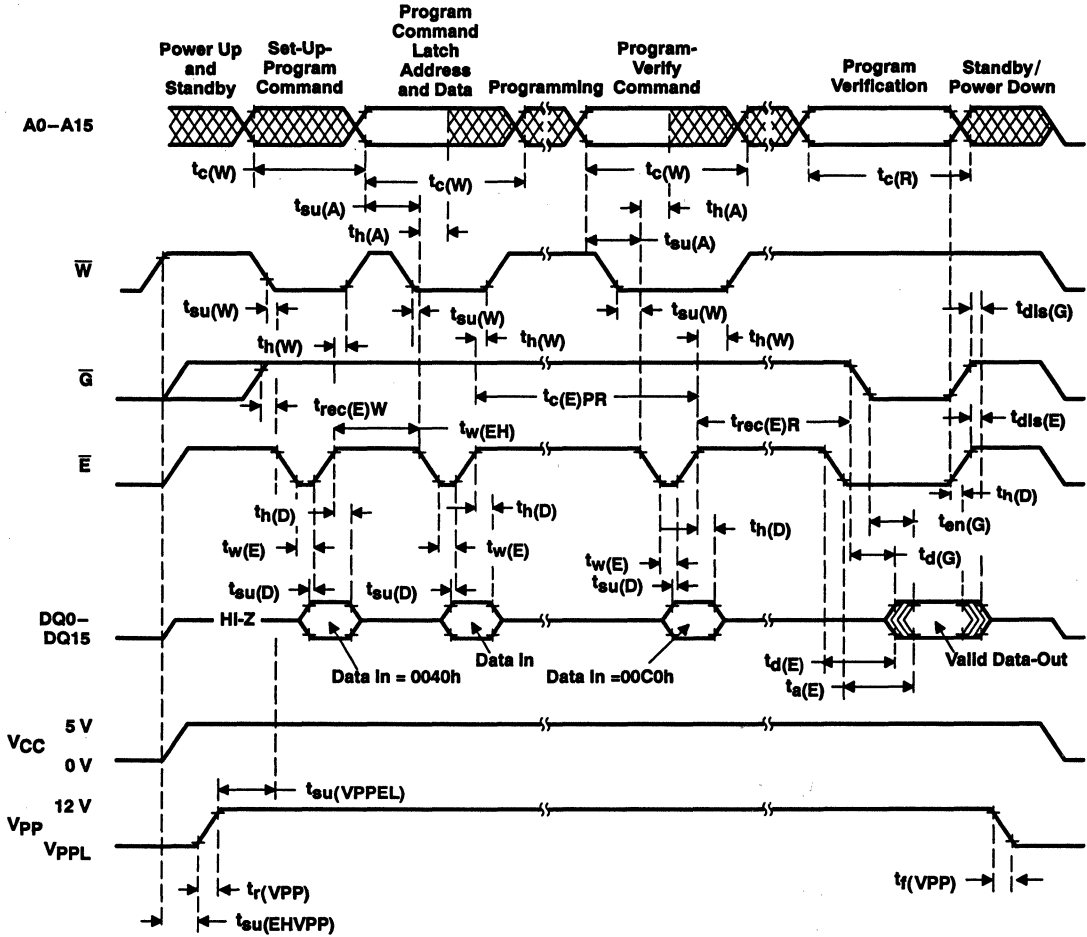 Power Up
and
Standby
Set-Up-
Program
Command
Program
Command
Latch
Address
and Data
Programming
Program-
Verify
Command
Program
Verification
Standby/
Power Down
A0–A15
tc(W)
tc(W)
tc(W)
tc(R)
tsu(A)
th(A)
th(A)
tsu(A)
W
tsu(W)
tsu(W)
tsu(W)
tdis(G)
th(W)
th(W)
th(W)
G
trec(E)W
tc(E)PR
trec(E)R
tdis(E)
tw(EH)
E
th(D)
th(D)
th(D)
th(D)
ten(G)
tw(E)
tw(E)
tw(E)
td(G)
tsu(D)
tsu(D)
tsu(D)
DQ0–
DQ15
HI-Z
Data In = 0040h
Data In
Data In =00C0h
Valid Data-Out
td(E)
ta(E)
VCC
5 V
0 V
tsu(VPPEL)
VPP
12 V
VPPL
tr(VPP)
tf(VPP)
tsu(EHVPP)